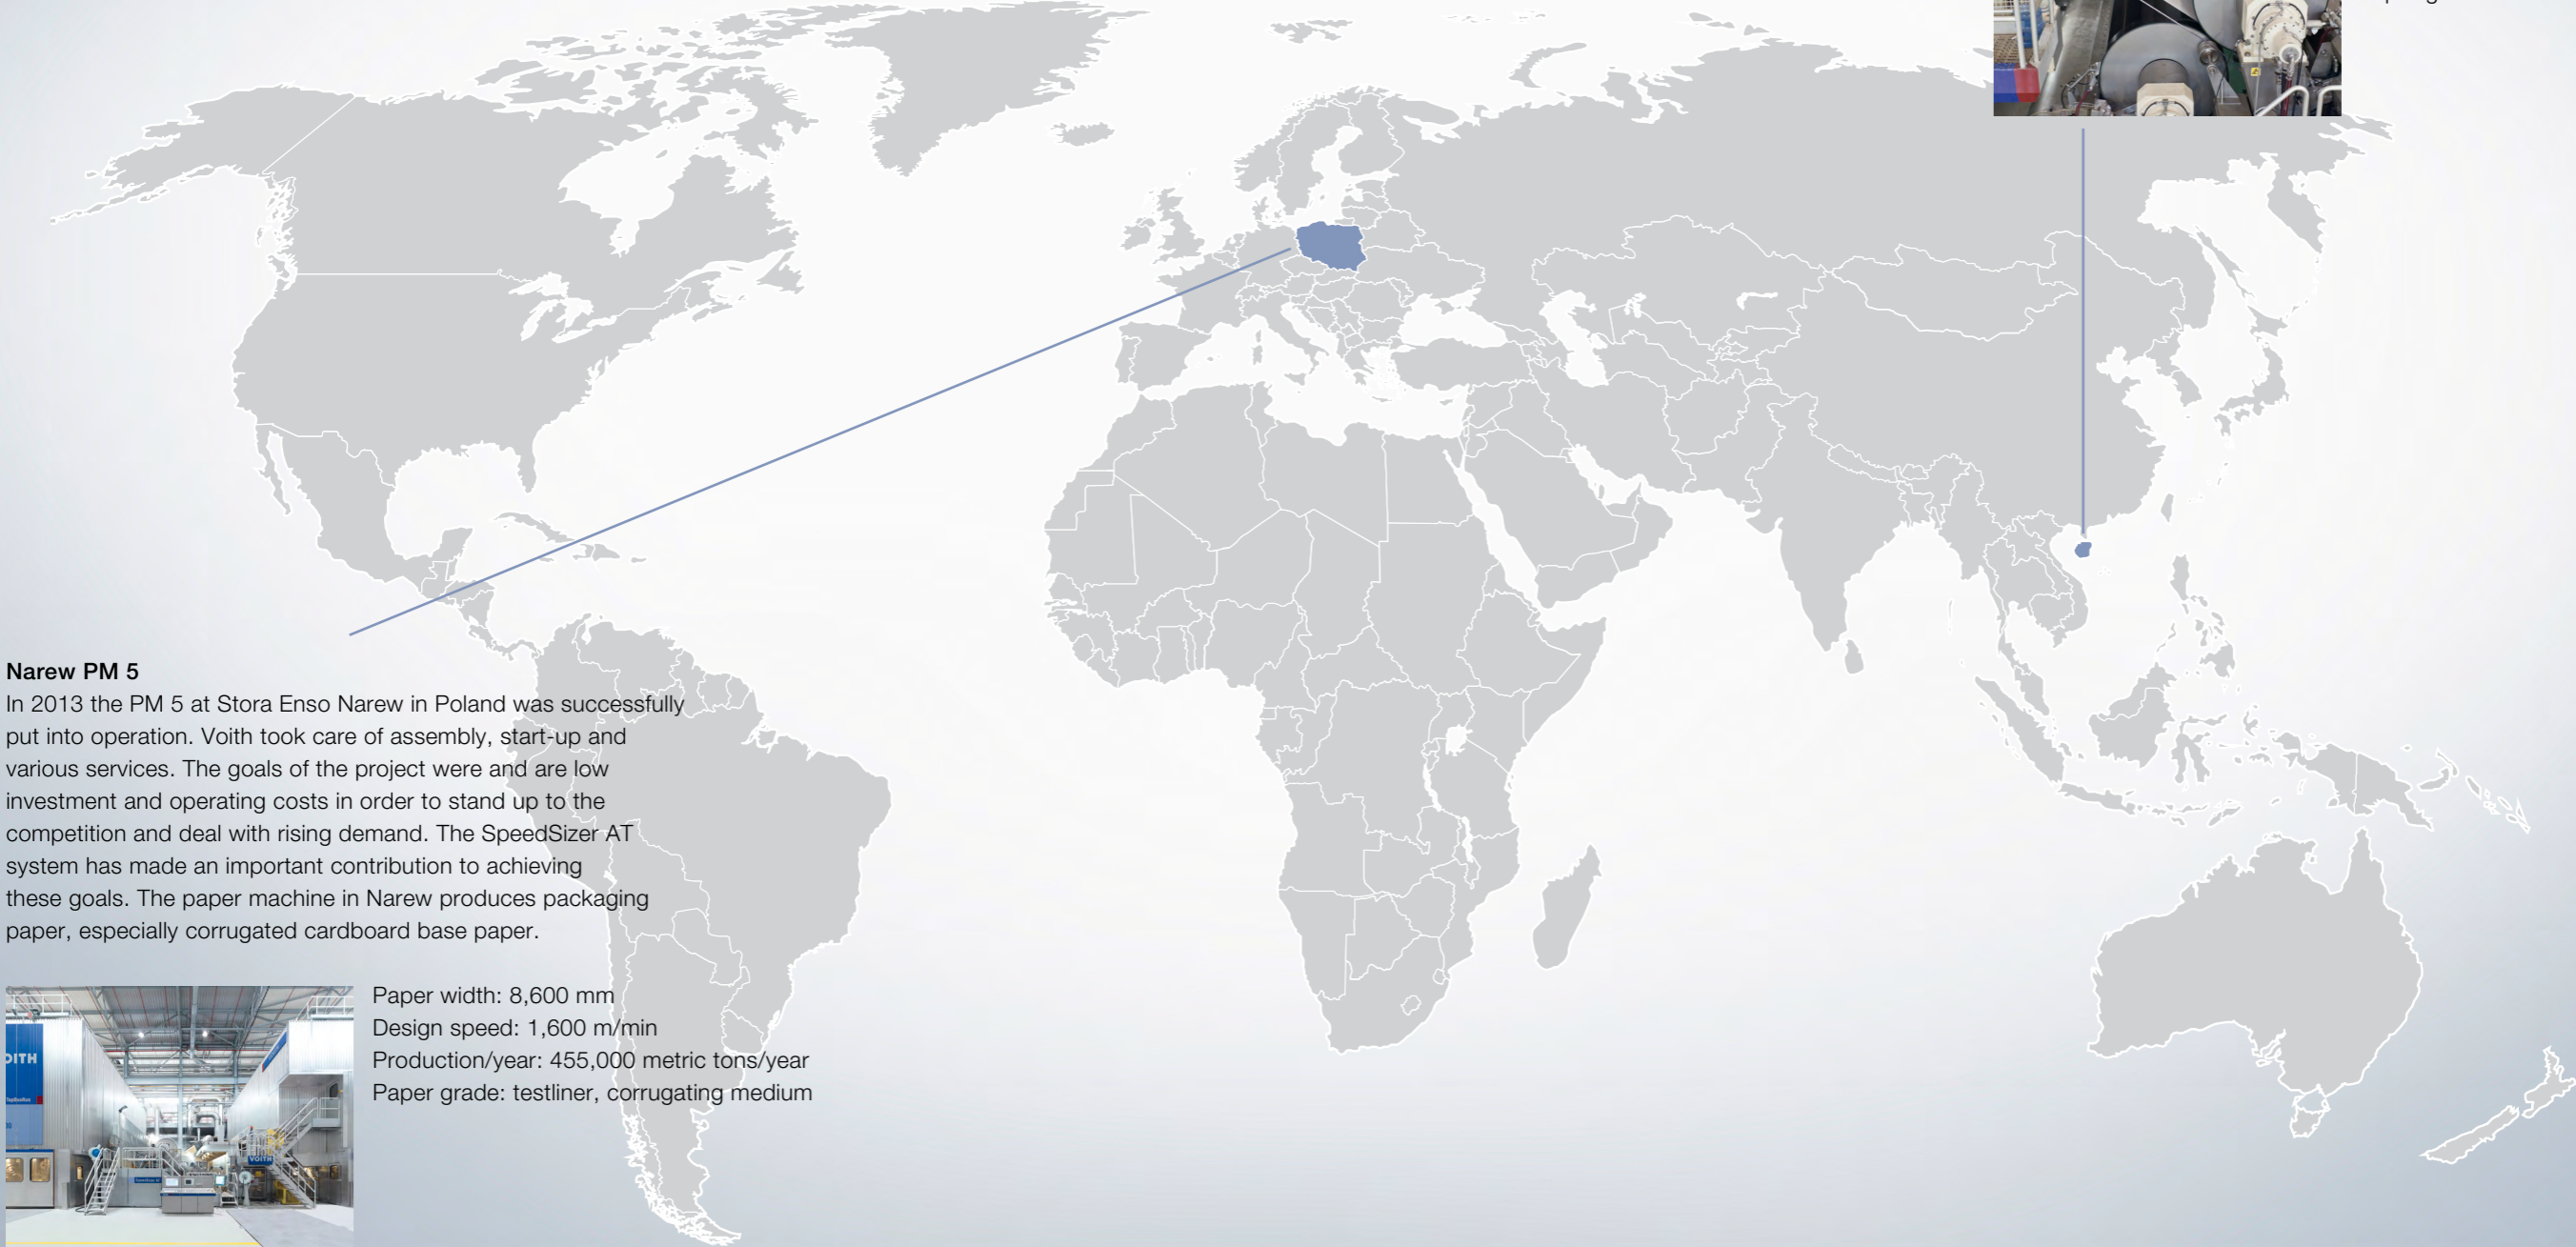 Narew PM 5
In 2013 the PM 5 at Stora Enso Narew in Poland was successfully
put into operation. Voith took care of assembly, start-up and
various services. The goals of the project were and are low
investment and operating costs in order to stand up to the
competition and deal with rising demand. The SpeedSizer AT
system has made an important contribution to achieving
these goals. The paper machine in Narew produces packaging
paper, especially corrugated cardboard base paper.
Paper width: 8,600 mm
Design speed: 1,600 m/min
Production/year: 455,000 metric tons/year
Paper grade: testliner, corrugating medium
OITH
VOITH